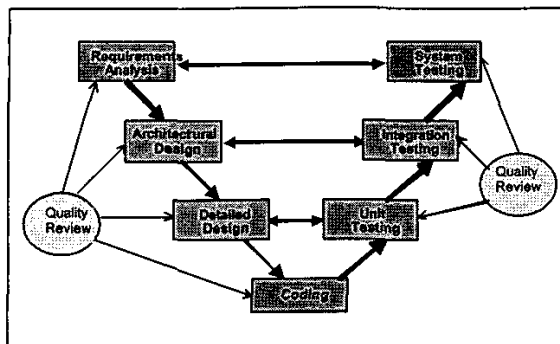 Requirements
Analysis
System
Testing
Architectural
Design
Integration
Testing
Quality
Review
Detailed
Design
Unit
Testing
Quality
Review
Coding